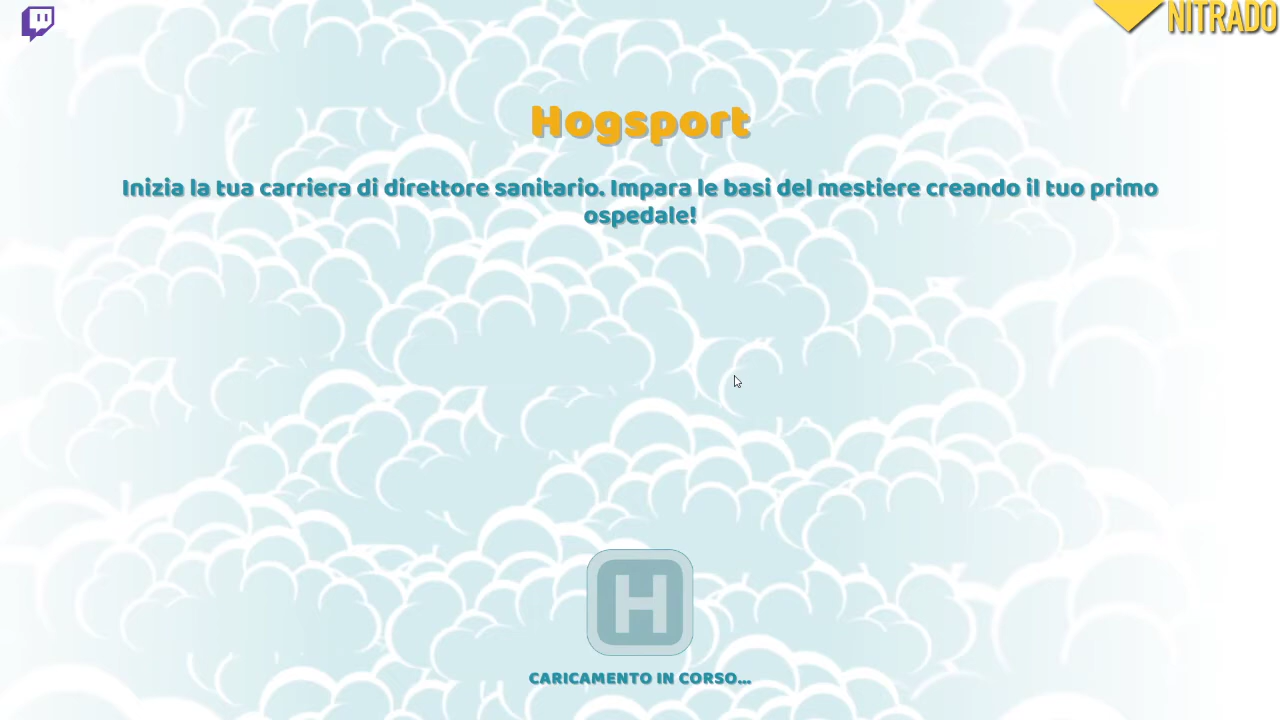 NITRADO
Hogsport
Inizia la tua carriera di direttore sanitario. Impara le basi del mestiere creando il tuo primo
ospedale!
H
CARICAMENTO IN CORSO...